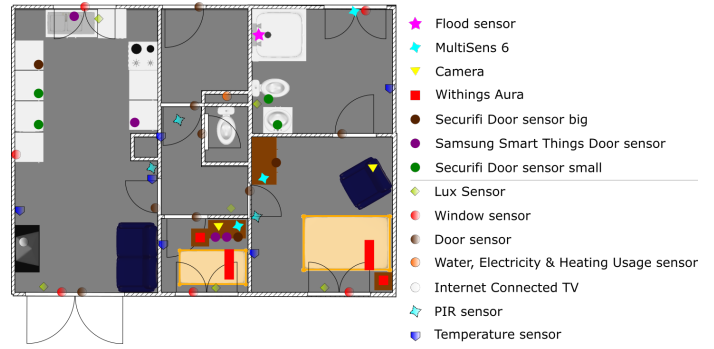 Flood sensor
MultiSens 6
Camera
Withings Aura
Securifi Door sensor big
Samsung Smart Things Door sensor
Securifi Door sensor small
Lux Sensor
Window sensor
Door sensor
Water, Electricity & Heating Usage sensor
Internet Connected TV
PIR sensor
Temperature sensor